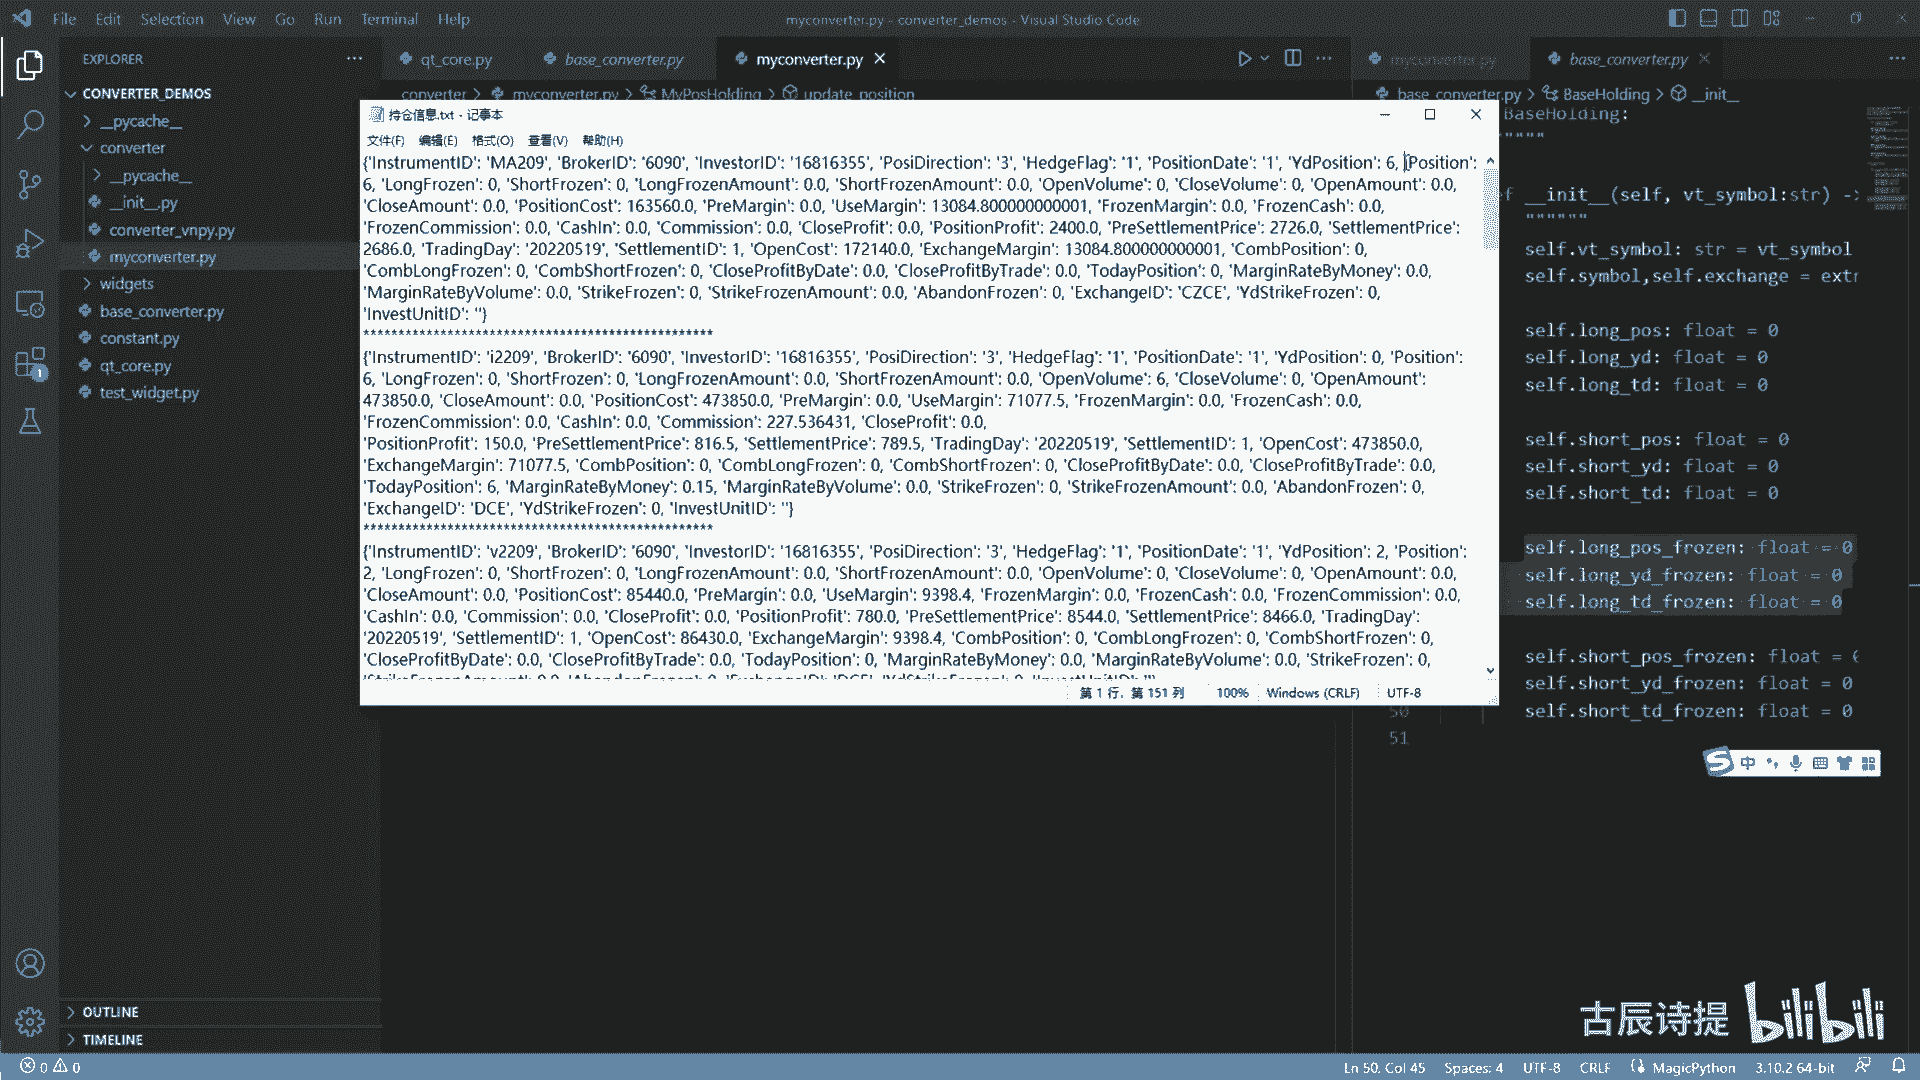 File Edit Selection View Go Run Terminal Help
myconverter.py - converter_demos - Visual Studio Code
EXPLORER
CONVERTER_DEMOS
__pycache__
converter
__pycache__
__init__.py
converter_vnpy.py
myconverter.py
widgets
base_converter.py
constant.py
qt_core.py
test_widget.py
OUTLINE
TIMELINE
qt_core.py base_converter.py myconverter.py
converter > myconverter.py > MyPosHolding > update_position
持仓信息.txt - 记事本
文件(F) 编辑(E) 格式(O) 查看(V) 帮助(H)
{'InstrumentID': 'MA209', 'BrokerID': '6090', 'InvestorID': '16816355', 'PosiDirection': '3', 'HedgeFlag': '1', 'PositionDate': '1', 'YdPosition': 6, 'Position':
6, 'LongFrozen': 0, 'ShortFrozen': 0, 'LongFrozenAmount': 0.0, 'ShortFrozenAmount': 0.0, 'OpenVolume': 0, 'CloseVolume': 0, 'OpenAmount': 0.0,
'CloseAmount': 0.0, 'PositionCost': 163560.0, 'PreMargin': 0.0, 'UseMargin': 13084.800000000001, 'FrozenMargin': 0.0, 'FrozenCash': 0.0,
'FrozenCommission': 0.0, 'CashIn': 0.0, 'Commission': 0.0, 'CloseProfit': 0.0, 'PositionProfit': 2400.0, 'PreSettlementPrice': 2726.0, 'SettlementPrice':
2686.0, 'TradingDay': '20220519', 'SettlementID': 1, 'OpenCost': 172140.0, 'ExchangeMargin': 13084.800000000001, 'CombPosition': 0,
'CombLongFrozen': 0, 'CombShortFrozen': 0, 'CloseProfitByDate': 0.0, 'CloseProfitByTrade': 0.0, 'TodayPosition': 0, 'MarginRateByMoney': 0.0,
'MarginRateByVolume': 0.0, 'StrikeFrozen': 0, 'StrikeFrozenAmount': 0.0, 'AbandonFrozen': 0, 'ExchangeID': 'CZCE', 'YdStrikeFrozen': 0,
'InvestUnitID': ''}
**************************************************
{'InstrumentID': 'i2209', 'BrokerID': '6090', 'InvestorID': '16816355', 'PosiDirection': '3', 'HedgeFlag': '1', 'PositionDate': '1', 'YdPosition': 0, 'Position':
6, 'LongFrozen': 0, 'ShortFrozen': 0, 'LongFrozenAmount': 0.0, 'ShortFrozenAmount': 0.0, 'OpenVolume': 6, 'CloseVolume': 0, 'OpenAmount':
473850.0, 'CloseAmount': 0.0, 'PositionCost': 473850.0, 'PreMargin': 0.0, 'UseMargin': 71077.5, 'FrozenMargin': 0.0, 'FrozenCash': 0.0,
'FrozenCommission': 0.0, 'CashIn': 0.0, 'Commission': 227.536431, 'CloseProfit': 0.0,
'PositionProfit': 150.0, 'PreSettlementPrice': 816.5, 'SettlementPrice': 789.5, 'TradingDay': '20220519', 'SettlementID': 1, 'OpenCost': 473850.0,
'ExchangeMargin': 71077.5, 'CombPosition': 0, 'CombLongFrozen': 0, 'CombShortFrozen': 0, 'CloseProfitByDate': 0.0, 'CloseProfitByTrade': 0.0,
'TodayPosition': 6, 'MarginRateByMoney': 0.15, 'MarginRateByVolume': 0.0, 'StrikeFrozen': 0, 'StrikeFrozenAmount': 0.0, 'AbandonFrozen': 0,
'ExchangeID': 'DCE', 'YdStrikeFrozen': 0, 'InvestUnitID': ''}
**************************************************
{'InstrumentID': 'v2209', 'BrokerID': '6090', 'InvestorID': '16816355', 'PosiDirection': '3', 'HedgeFlag': '1', 'PositionDate': '1', 'YdPosition': 2, 'Position':
2, 'LongFrozen': 0, 'ShortFrozen': 0, 'LongFrozenAmount': 0.0, 'ShortFrozenAmount': 0.0, 'OpenVolume': 0, 'CloseVolume': 0, 'OpenAmount': 0.0,
'CloseAmount': 0.0, 'PositionCost': 85440.0, 'PreMargin': 0.0, 'UseMargin': 9398.4, 'FrozenMargin': 0.0, 'FrozenCash': 0.0, 'FrozenCommission': 0.0,
'CashIn': 0.0, 'Commission': 0.0, 'CloseProfit': 0.0, 'PositionProfit': 780.0, 'PreSettlementPrice': 8544.0, 'SettlementPrice': 8466.0, 'TradingDay':
'20220519', 'SettlementID': 1, 'OpenCost': 86430.0, 'ExchangeMargin': 9398.4, 'CombPosition': 0, 'CombLongFrozen': 0, 'CombShortFrozen': 0,
'CloseProfitByDate': 0.0, 'CloseProfitByTrade': 0.0, 'TodayPosition': 0, 'MarginRateByMoney': 0.0, 'MarginRateByVolume': 0.0, 'StrikeFrozen': 0,
'StrikeFrozenAmount': 0.0, 'AbandonFrozen': 0, 'ExchangeID': 'DCE', 'YdStrikeFrozen': 0, 'InvestUnitID': ''}
第 1 行，第 151 列 100% Windows (CRLF) UTF-8
myconverter.py base_converter.py
base_converter.py > BaseHolding > __init__
BaseHolding:
"""""
f __init__(self, vt_symbol:str) ->
""""""
self.vt_symbol: str = vt_symbol
self.symbol,self.exchange = extr
self.long_pos: float = 0
self.long_yd: float = 0
self.long_td: float = 0
self.short_pos: float = 0
self.short_yd: float = 0
self.short_td: float = 0
self.long_pos_frozen: float = 0
self.long_yd_frozen: float = 0
self.long_td_frozen: float = 0
self.short_pos_frozen: float = 0
self.short_yd_frozen: float = 0
50 self.short_td_frozen: float = 0
51
中
古辰诗提 bilibili
0 0 Ln 50, Col 45 Spaces: 4 UTF-8 CRLF MagicPython 3.10.2 64-bit